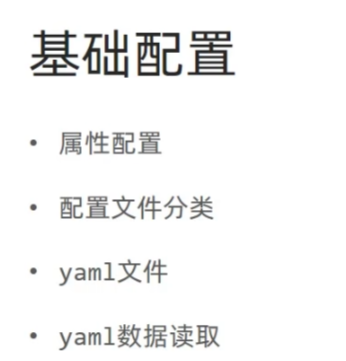 基础配置
• 属性配置
• 配置文件分类
• yaml文件
• yaml数据读取